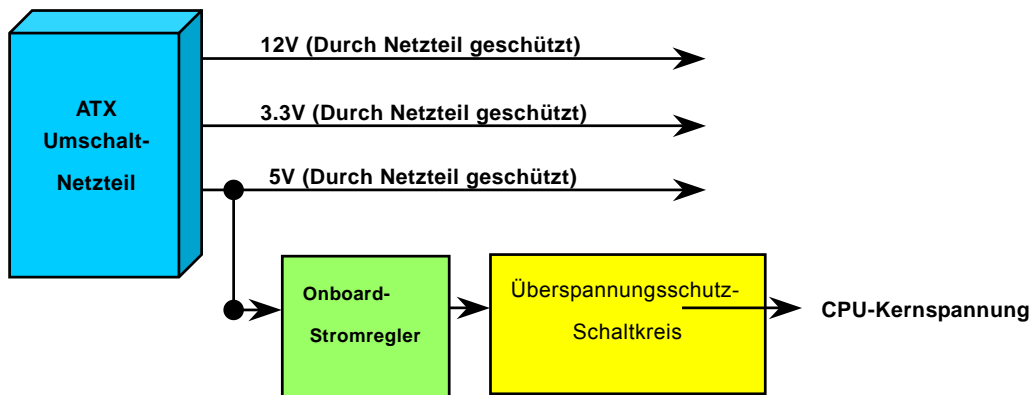 12V (Durch Netzteil geschützt)
ATX
Umschalt-
Netzteil
3.3V (Durch Netzteil geschützt)
5V (Durch Netzteil geschützt)
Onboard-
Stromregler
Überspannungsschutz-
Schaltkreis
CPU-Kernspannung